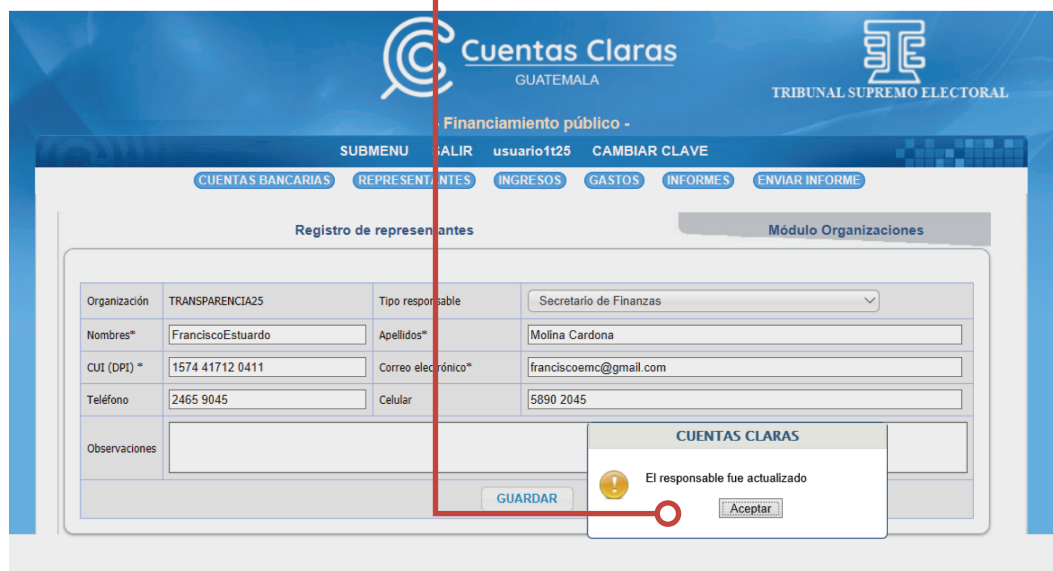 Cuentas Claras
GUATEMALA
TRIBUNAL SUPREMO ELECTORAL
- Financiamiento público -
SUBMENU SALIR usuario1t25 CAMBIAR CLAVE
CUENTAS BANCARIAS REPRESENTANTES INGRESOS GASTOS INFORMES ENVIAR INFORME
Registro de representantes Módulo Organizaciones
Organización TRANSPARENCIA25 Tipo responsable Secretario de Finanzas
Nombres* FranciscoEstuardo Apellidos* Molina Cardona
CUI (DPI) * 1574 41712 0411 Correo electrónico* franciscoemc@gmail.com
Teléfono 2465 9045 Celular 5890 2045
Observaciones
CUENTAS CLARAS
El responsable fue actualizado
Aceptar
GUARDAR